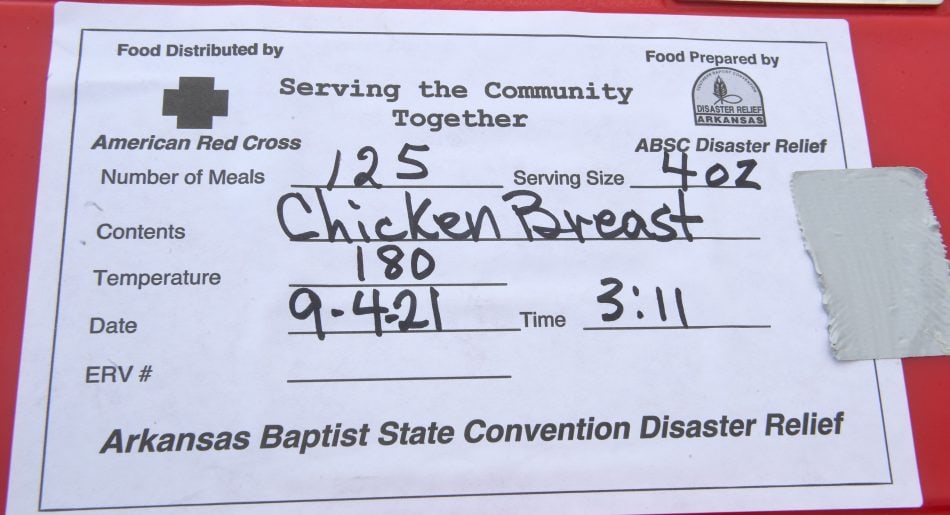 Food Distributed by
Food Prepared by
Serving the Community
Together
DISASTER RELIEF
ARKANSAS
American Red Cross
ABSC Disaster Relief
Number of Meals 125 Serving Size 4oz
Contents Chicken Breast
Temperature 180
Date 9-4-21 Time 3:11
ERV #
Arkansas Baptist State Convention Disaster Relief